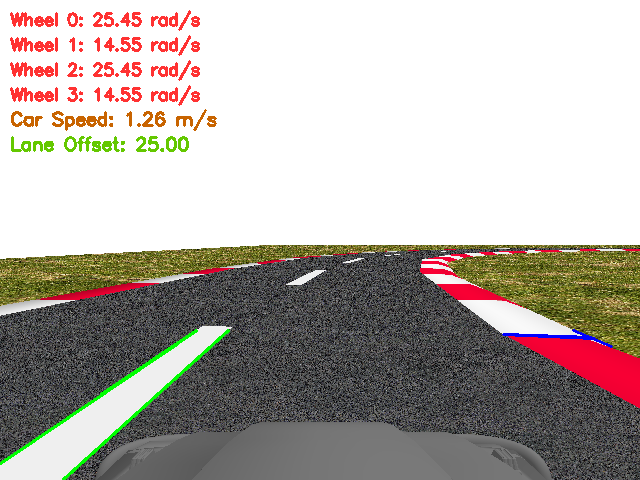 Wheel 0: 25.45 rad/s
Wheel 1: 14.55 rad/s
Wheel 2: 25.45 rad/s
Wheel 3: 14.55 rad/s
Car Speed: 1.26 m/s
Lane Offset: 25.00